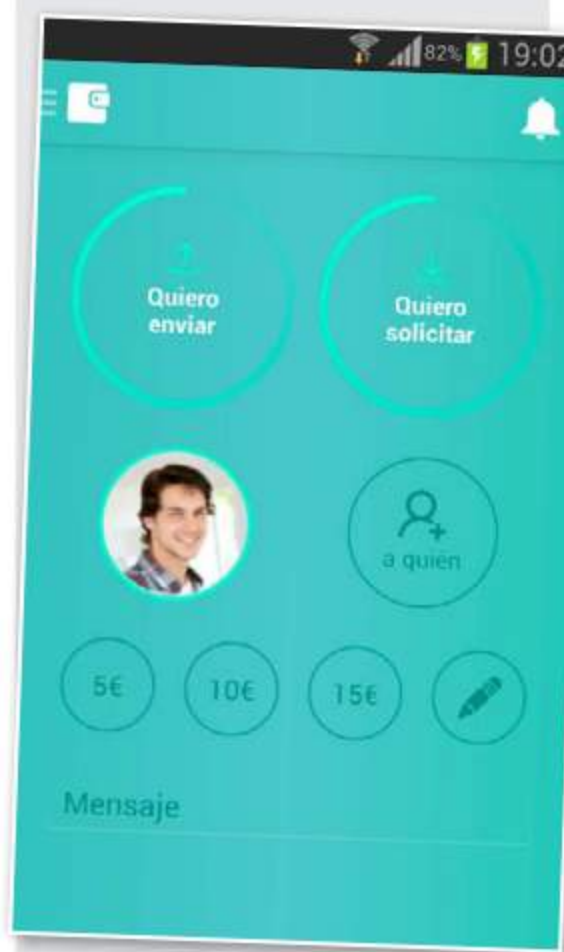 82% 19:02
Quiero
enviar
Quiero
solicitar
a quién
5€
10€
15€
Mensaje